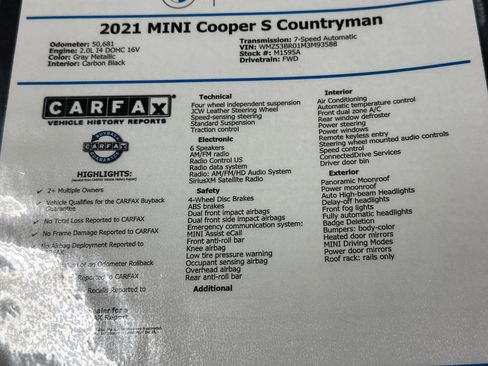 2021 MINI Cooper S Countryman
Odometer: 50,681
Engine: 2.0L I4 DOHC 16V
Color: Gray Metallic
Interior: Carbon Black
Transmission: 7-Speed Automatic
VIN: WMZ53BR01M3M93588
Stock #: M1595A
Drivetrain: FWD
CARFAX
VEHICLE HISTORY REPORTS
CARFAX
HIGHLIGHTS:
2+ Multiple Owners
Vehicle Qualifies for the CARFAX Buyback
Guarantee
No Total Loss Reported to CARFAX
No Frame Damage Reported to CARFAX
No Airbag Deployment Reported to
CARFAX
of an Odometer Rollback
Reported to CARFAX
Recalls Reported to
for a
Report
Technical
Four wheel independent suspension
JCW Leather Steering Wheel
Speed-sensing steering
Standard Suspension
Traction control
Electronic
6 Speakers
AM/FM radio
Radio Control US
Radio data system
Radio: AM/FM/HD Audio System
SiriusXM Satellite Radio
Safety
4-Wheel Disc Brakes
ABS brakes
Dual front impact airbags
Dual front side impact airbags
Emergency communication system:
MINI Assist eCall
Front anti-roll bar
Knee airbag
Low tire pressure warning
Occupant sensing airbag
Overhead airbag
Rear anti-roll bar
Additional
Interior
Air Conditioning
Automatic temperature control
Front dual zone A/C
Rear window defroster
Power steering
Power windows
Remote keyless entry
Steering wheel mounted audio controls
Speed control
ConnectedDrive Services
Driver door bin
Exterior
Panoramic Moonroof
Power moonroof
Auto High-beam Headlights
Delay-off headlights
Front fog lights
Fully automatic headlights
Badge Deletion
Bumpers: body-color
Heated door mirrors
MINI Driving Modes
Power door mirrors
Roof rack: rails only